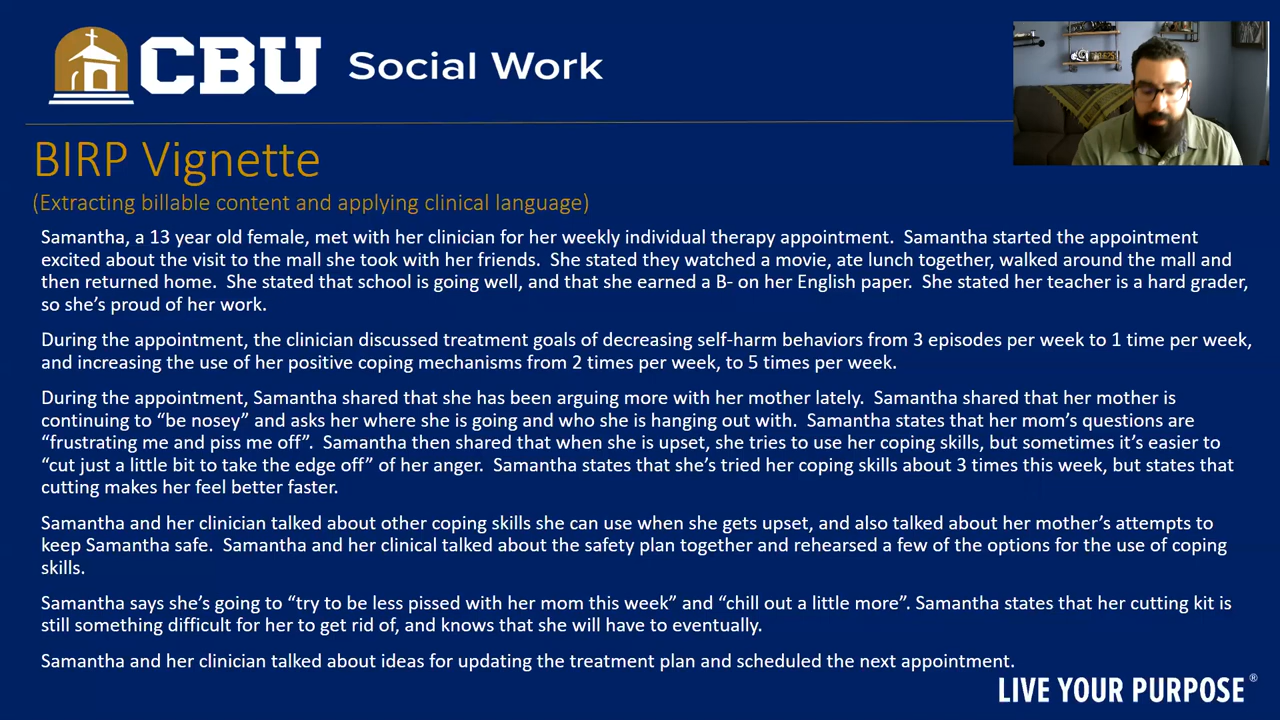 CBU Social Work
BIRP Vignette
(Extracting billable content and applying clinical language)
Samantha, a 13 year old female, met with her clinician for her weekly individual therapy appointment.  Samantha started the appointment
excited about the visit to the mall she took with her friends.  She stated they watched a movie, ate lunch together, walked around the mall and
then returned home.  She stated that school is going well, and that she earned a B- on her English paper.  She stated her teacher is a hard grader,
so she's proud of her work.
During the appointment, the clinician discussed treatment goals of decreasing self-harm behaviors from 3 episodes per week to 1 time per week,
and increasing the use of her positive coping mechanisms from 2 times per week, to 5 times per week.
During the appointment, Samantha shared that she has been arguing more with her mother lately.  Samantha shared that her mother is
continuing to “be nosey” and asks her where she is going and who she is hanging out with.  Samantha states that her mom's questions are
“frustrating me and piss me off”.  Samantha then shared that when she is upset, she tries to use her coping skills, but sometimes it's easier to
“cut just a little bit to take the edge off” of her anger.  Samantha states that she's tried her coping skills about 3 times this week, but states that
cutting makes her feel better faster.
Samantha and her clinician talked about other coping skills she can use when she gets upset, and also talked about her mother's attempts to
keep Samantha safe.  Samantha and her clinical talked about the safety plan together and rehearsed a few of the options for the use of coping
skills.
Samantha says she's going to “try to be less pissed with her mom this week” and “chill out a little more”. Samantha states that her cutting kit is
still something difficult for her to get rid of, and knows that she will have to eventually.
Samantha and her clinician talked about ideas for updating the treatment plan and scheduled the next appointment.
LIVE YOUR PURPOSE®